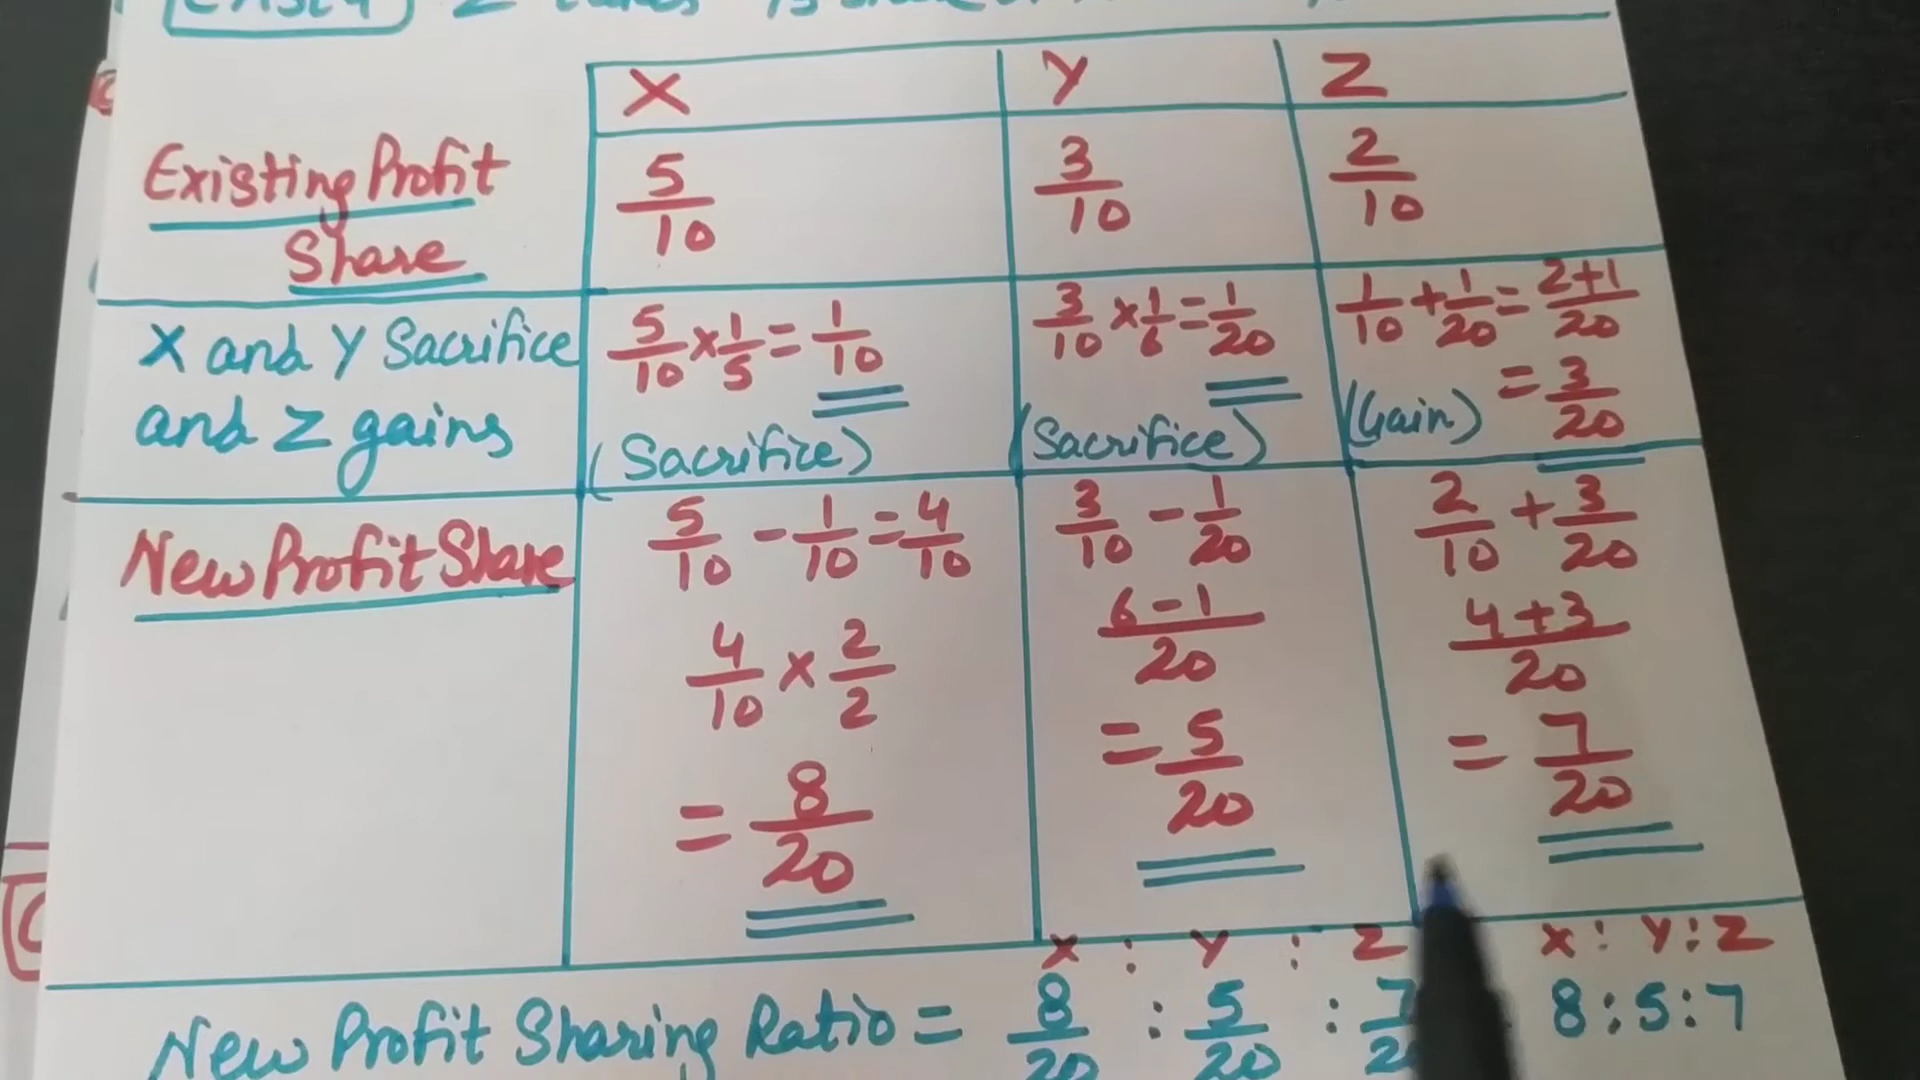 X Y Z
Existing Profit Share 5/10 3/10 2/10
X and Y Sacrifice and Z gains 5/10 × 1/5 = 1/10 (Sacrifice) 3/10 × 1/6 = 1/20 (Sacrifice) 1/10 + 1/20 = 2+1/20 = 3/20 (Gain)
New Profit Share 5/10 - 1/10 = 4/10 3/10 - 1/20 2/10 + 3/20
4/10 × 2/2 6-1/20 4+3/20
= 8/20 = 5/20 = 7/20
X : Y : Z X : Y : Z
New Profit Sharing Ratio = 8/20 : 5/20 : 7/20 8:5:7